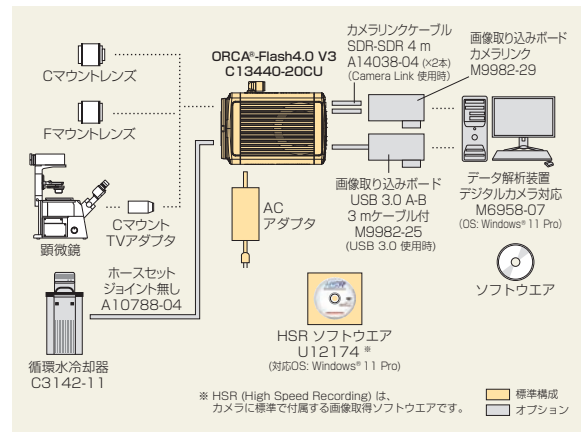 Cマウントレンズ
Fマウントレンズ
顕微鏡
Cマウント
TVアダプタ
ホースセット
ジョイント無し
A10788-04
循環水冷却器
C3142-11
ORCA®-Flash4.0 V3
C13440-20CU
AC
アダプタ
カメラリンクケーブル
SDR-SDR 4 m
A14038-04 (×2本)
(Camera Link 使用時)
画像取り込みボード
カメラリンク
M9982-29
画像取り込みボード
USB 3.0 A-B
3 mケーブル付
M9982-25
(USB 3.0 使用時)
データ解析装置
デジタルカメラ対応
M6958-07
(OS: Windows® 11 Pro)
ソフトウエア
HSR ソフトウエア
U12174 ※
(対応OS: Windows® 11 Pro)
※ HSR (High Speed Recording) は、
カメラに標準で付属する画像取得ソフトウエアです。
標準構成
オプション